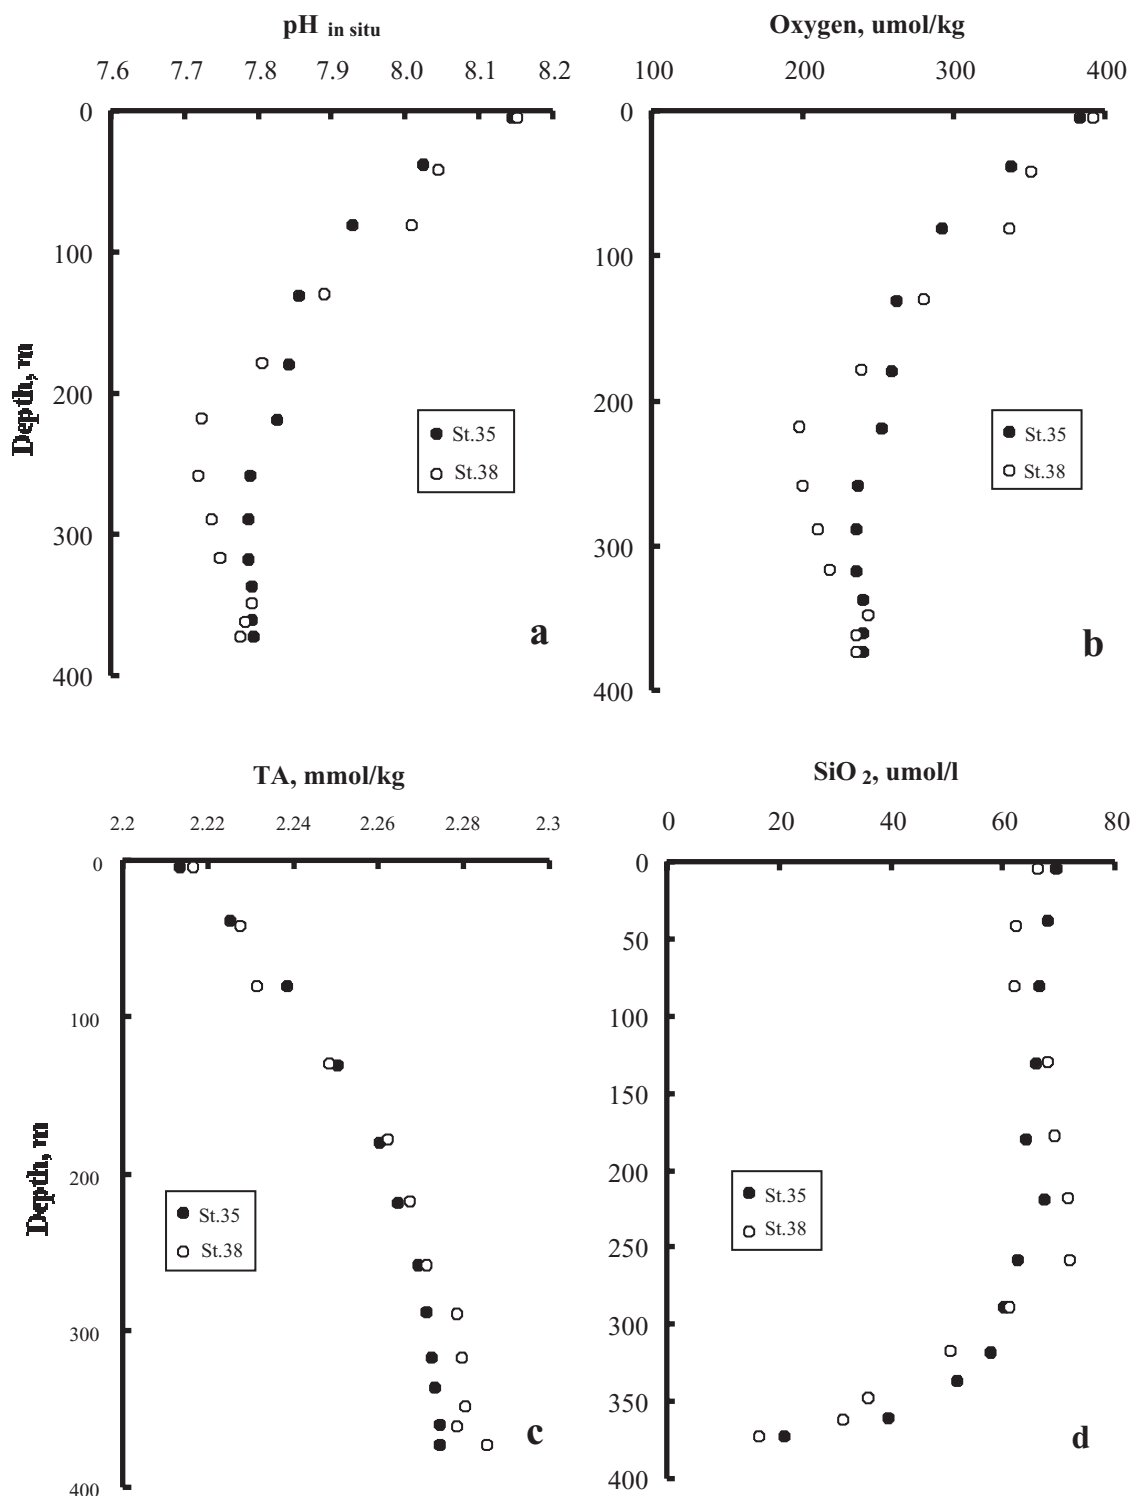 pH in situ
7.6 7.7 7.8 7.9 8.0 8.1 8.2
0
100
200
300
400
Depth, m
St.35
St.38
a
Oxygen, umol/kg
100 200 300 400
0
100
200
300
400
St.35
St.38
b
TA, mmol/kg
2.2 2.22 2.24 2.26 2.28 2.3
0
100
200
300
400
Depth, m
St.35
St.38
c
SiO 2, umol/l
0 20 40 60 80
0
50
100
150
200
250
300
350
400
St.35
St.38
d